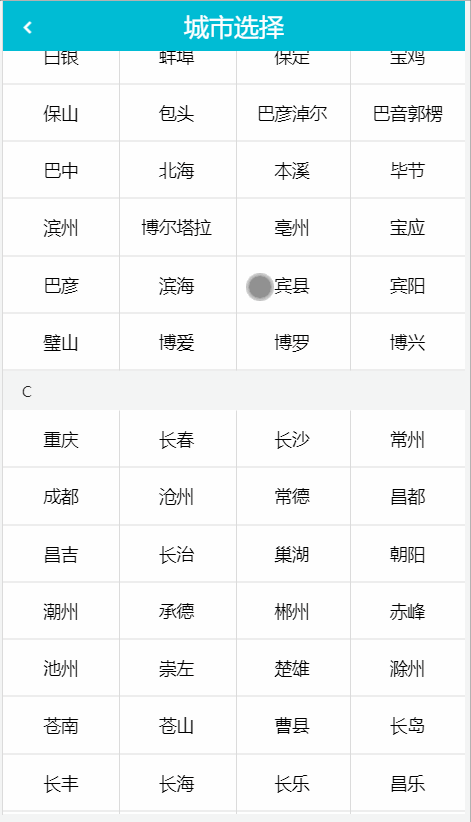 城市选择
白银 蚌埠 保定 宝鸡
保山 包头 巴彦淖尔 巴音郭楞
巴中 北海 本溪 毕节
滨州 博尔塔拉 亳州 宝应
巴彦 滨海 宾县 宾阳
璧山 博爱 博罗 博兴
C
重庆 长春 长沙 常州
成都 沧州 常德 昌都
昌吉 长治 巢湖 朝阳
潮州 承德 郴州 赤峰
池州 崇左 楚雄 滁州
苍南 苍山 曹县 长岛
长丰 长海 长乐 昌乐